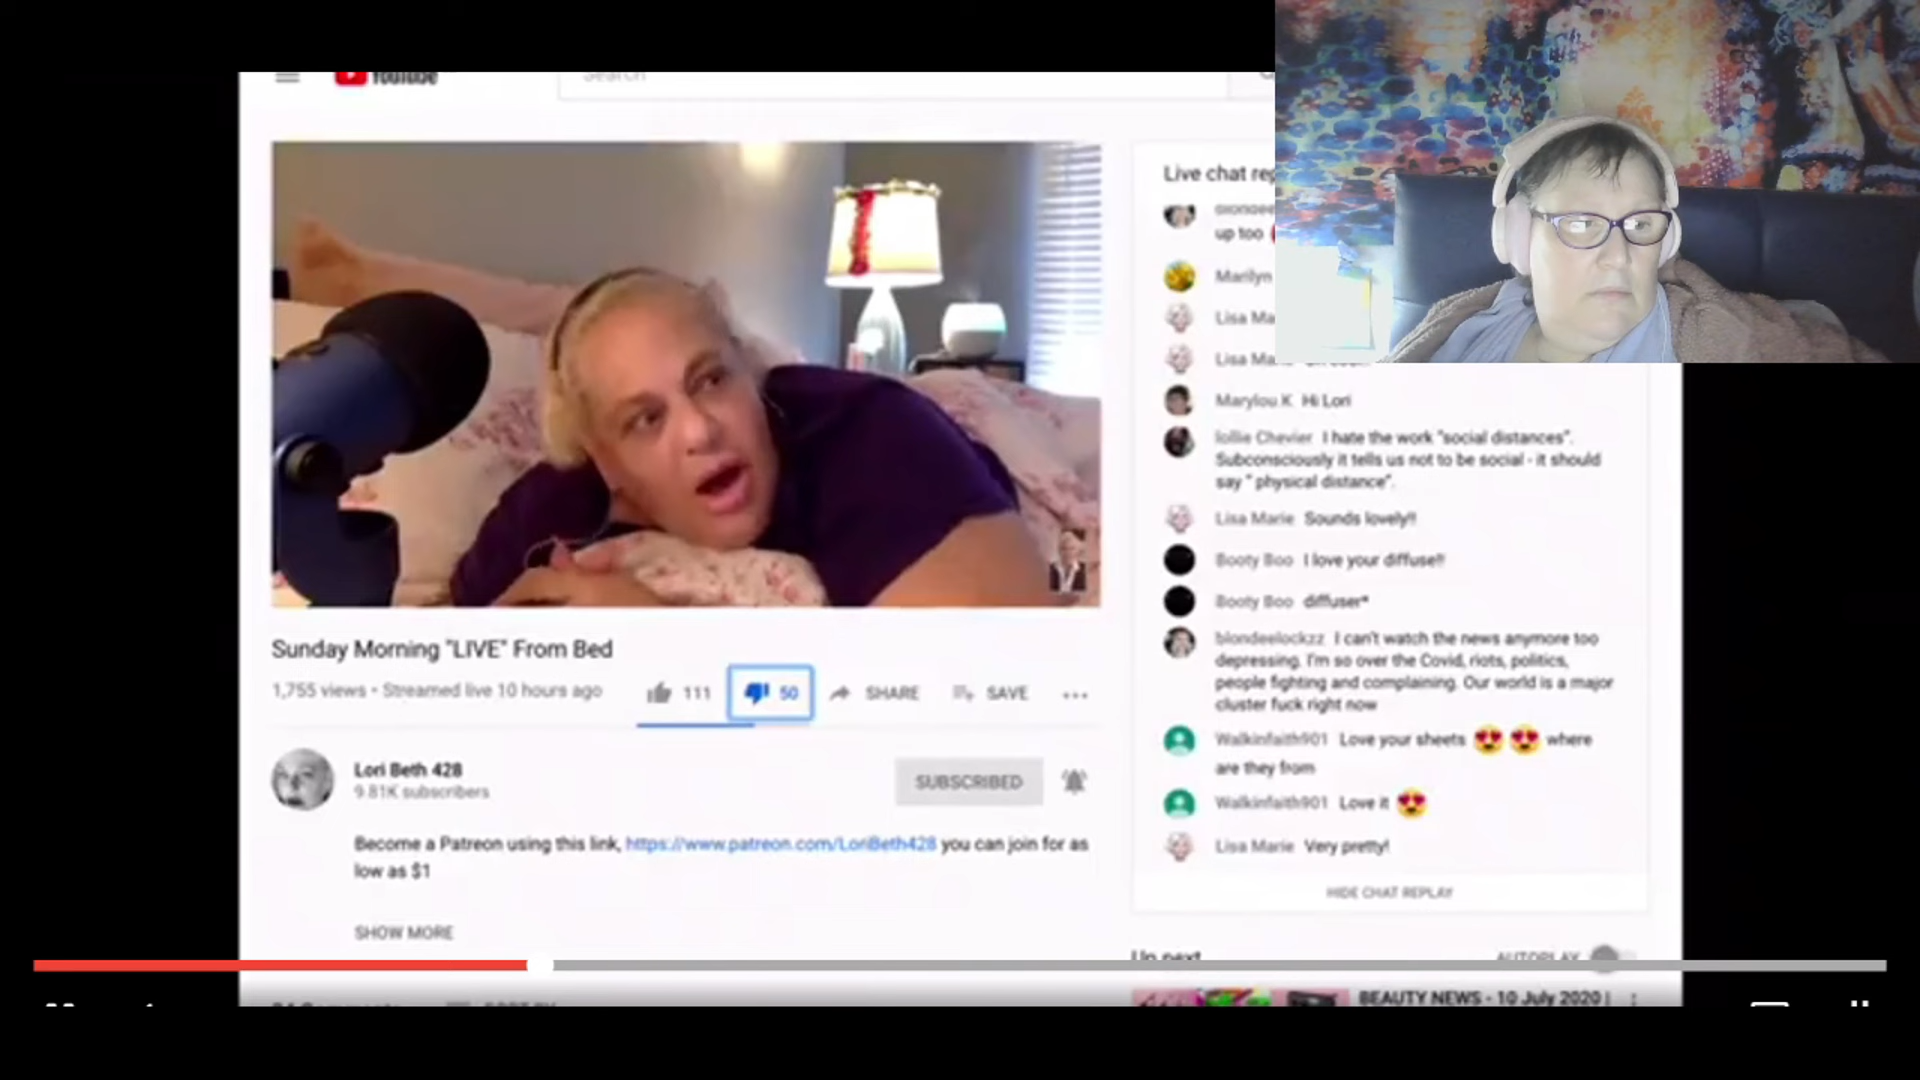 YouTube
Search
Live chat rep
up too
Marilyn
Lisa Ma
Lisa Ma
Marylou K Hi Lori
lollie Chevier I hate the work "social distances".
Subconsciously it tells us not to be social - it should
say " physical distance".
Lisa Marie Sounds lovely!!
Booty Boo I love your diffuse!!
Booty Boo diffuser*
blondeelockzz I can't watch the news anymore too
depressing. I'm so over the Covid, riots, politics,
people fighting and complaining. Our world is a major
cluster fuck right now
Walkinfaith901 Love your sheets 😍 😍 where
are they from
Walkinfaith901 Love it 😍
Lisa Marie Very pretty!
HIDE CHAT REPLAY
Sunday Morning "LIVE" From Bed
1,755 views • Streamed live 10 hours ago
111
50
SHARE
SAVE
Lori Beth 428
9.81K subscribers
SUBSCRIBED
Become a Patreon using this link, https://www.patreon.com/LoriBeth428 you can join for as
low as $1
SHOW MORE
Up next
AUTOPLAY
BEAUTY NEWS - 10 July 2020 |